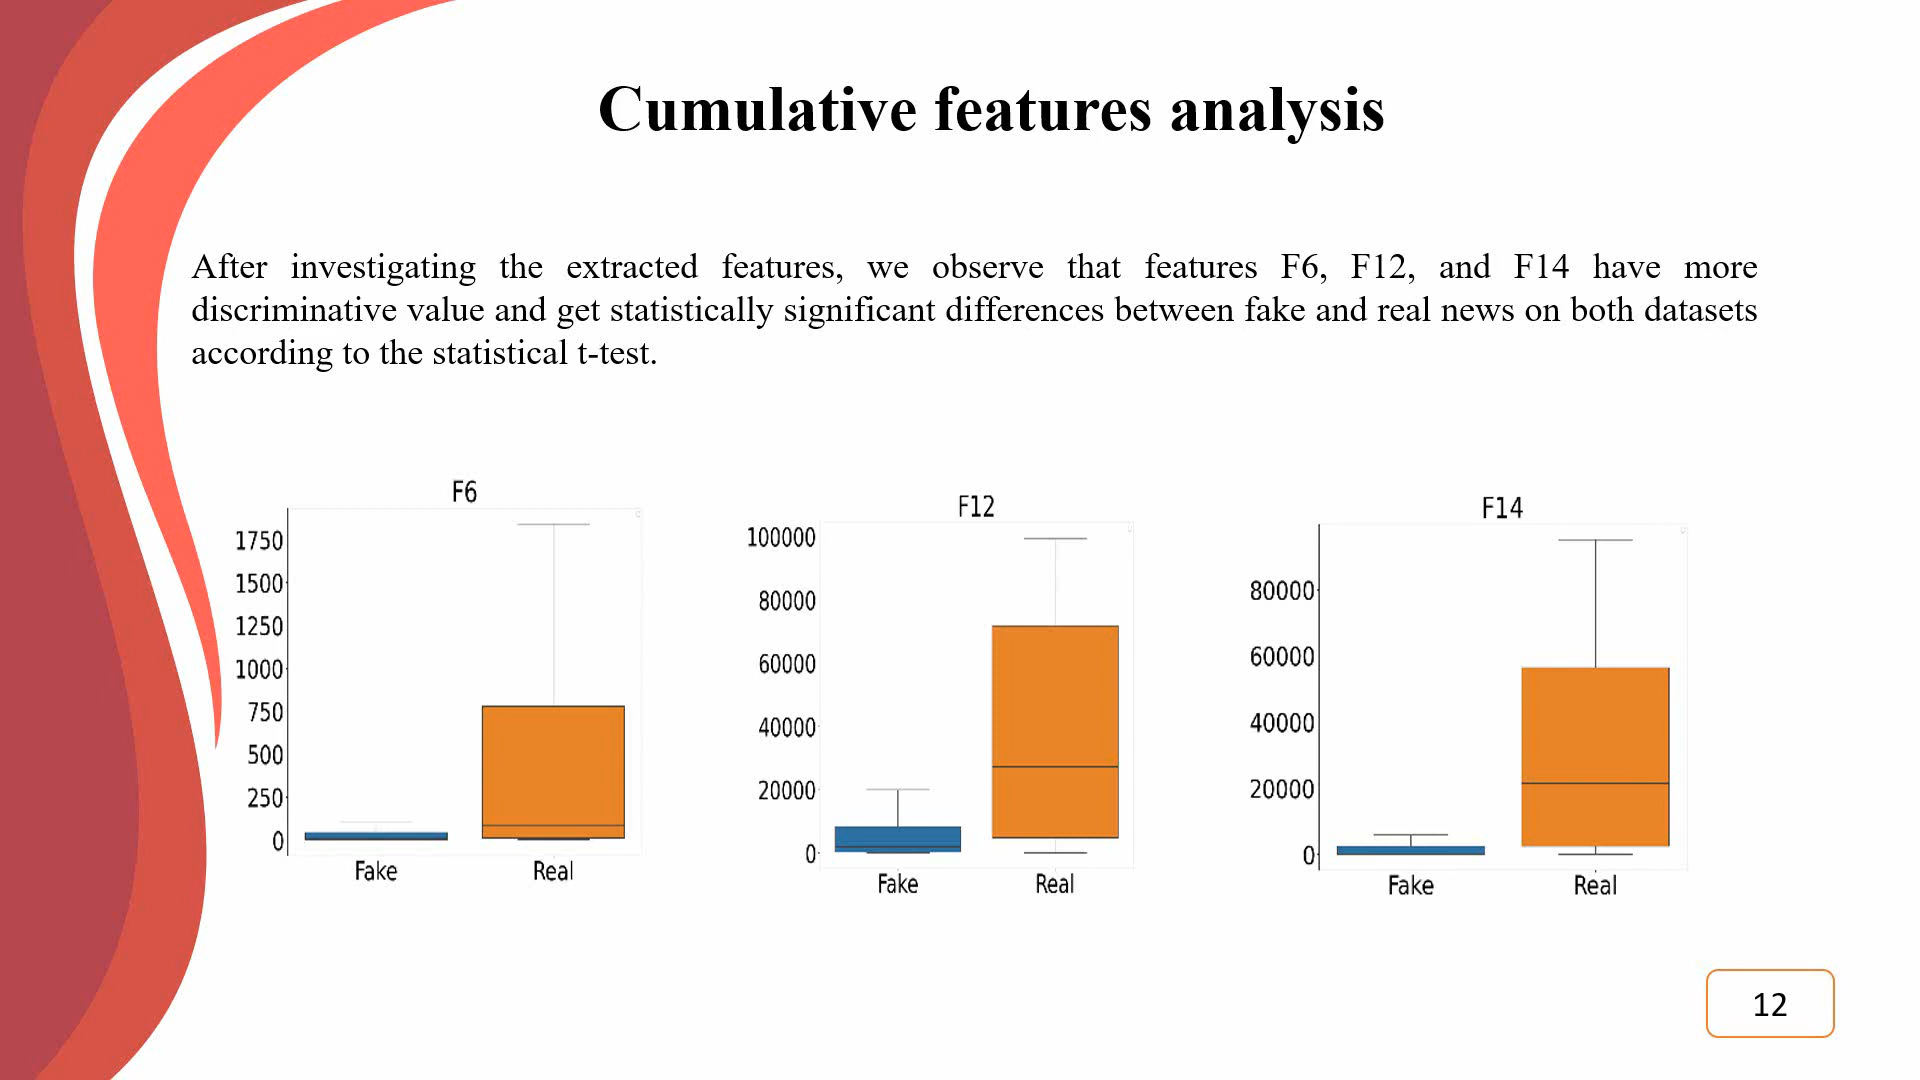 Cumulative features analysis
After investigating the extracted features, we observe that features F6, F12, and F14 have more
discriminative value and get statistically significant differences between fake and real news on both datasets
according to the statistical t-test.
F6
1750
1500
1250
1000
750
500
250
0
Fake Real
F12
100000
80000
60000
40000
20000
0
Fake Real
F14
80000
60000
40000
20000
0
Fake Real
12